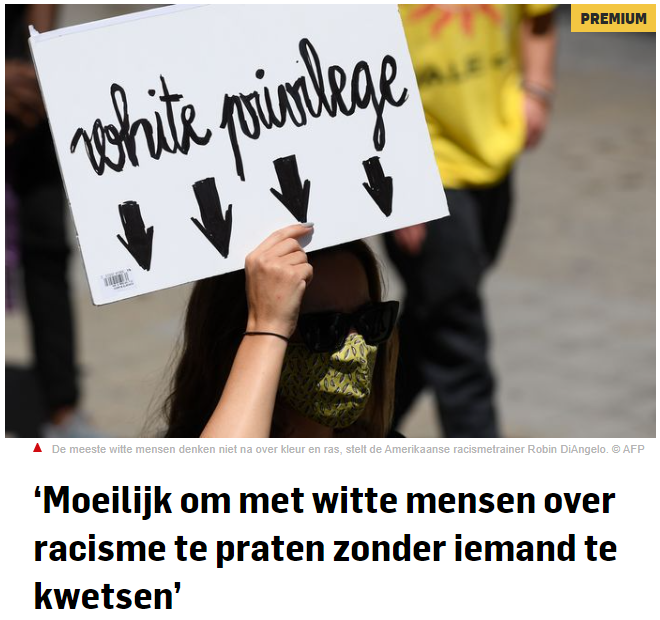 PREMIUM
white privilege
De meeste witte mensen denken niet na over kleur en ras, stelt de Amerikaanse racismetrainer Robin DiAngelo. © AFP
‘Moeilijk om met witte mensen over
racisme te praten zonder iemand te
kwetsen’